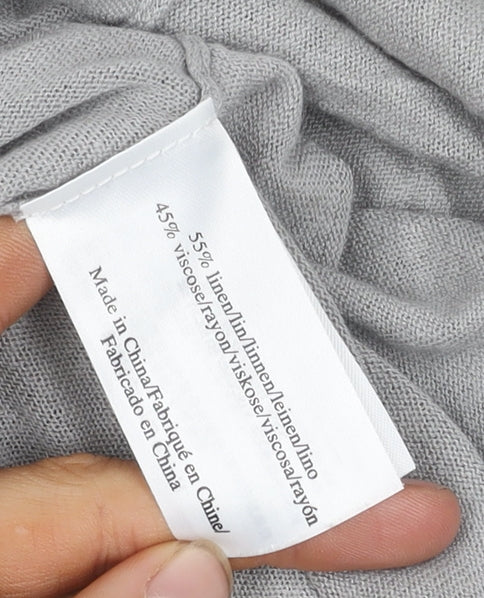 55% linen/lin/linnen/leinen/lino
45% viscose/rayon/viskose/viscosa/rayón
Made in China/Fabriqué en Chine/
Fabricado en China